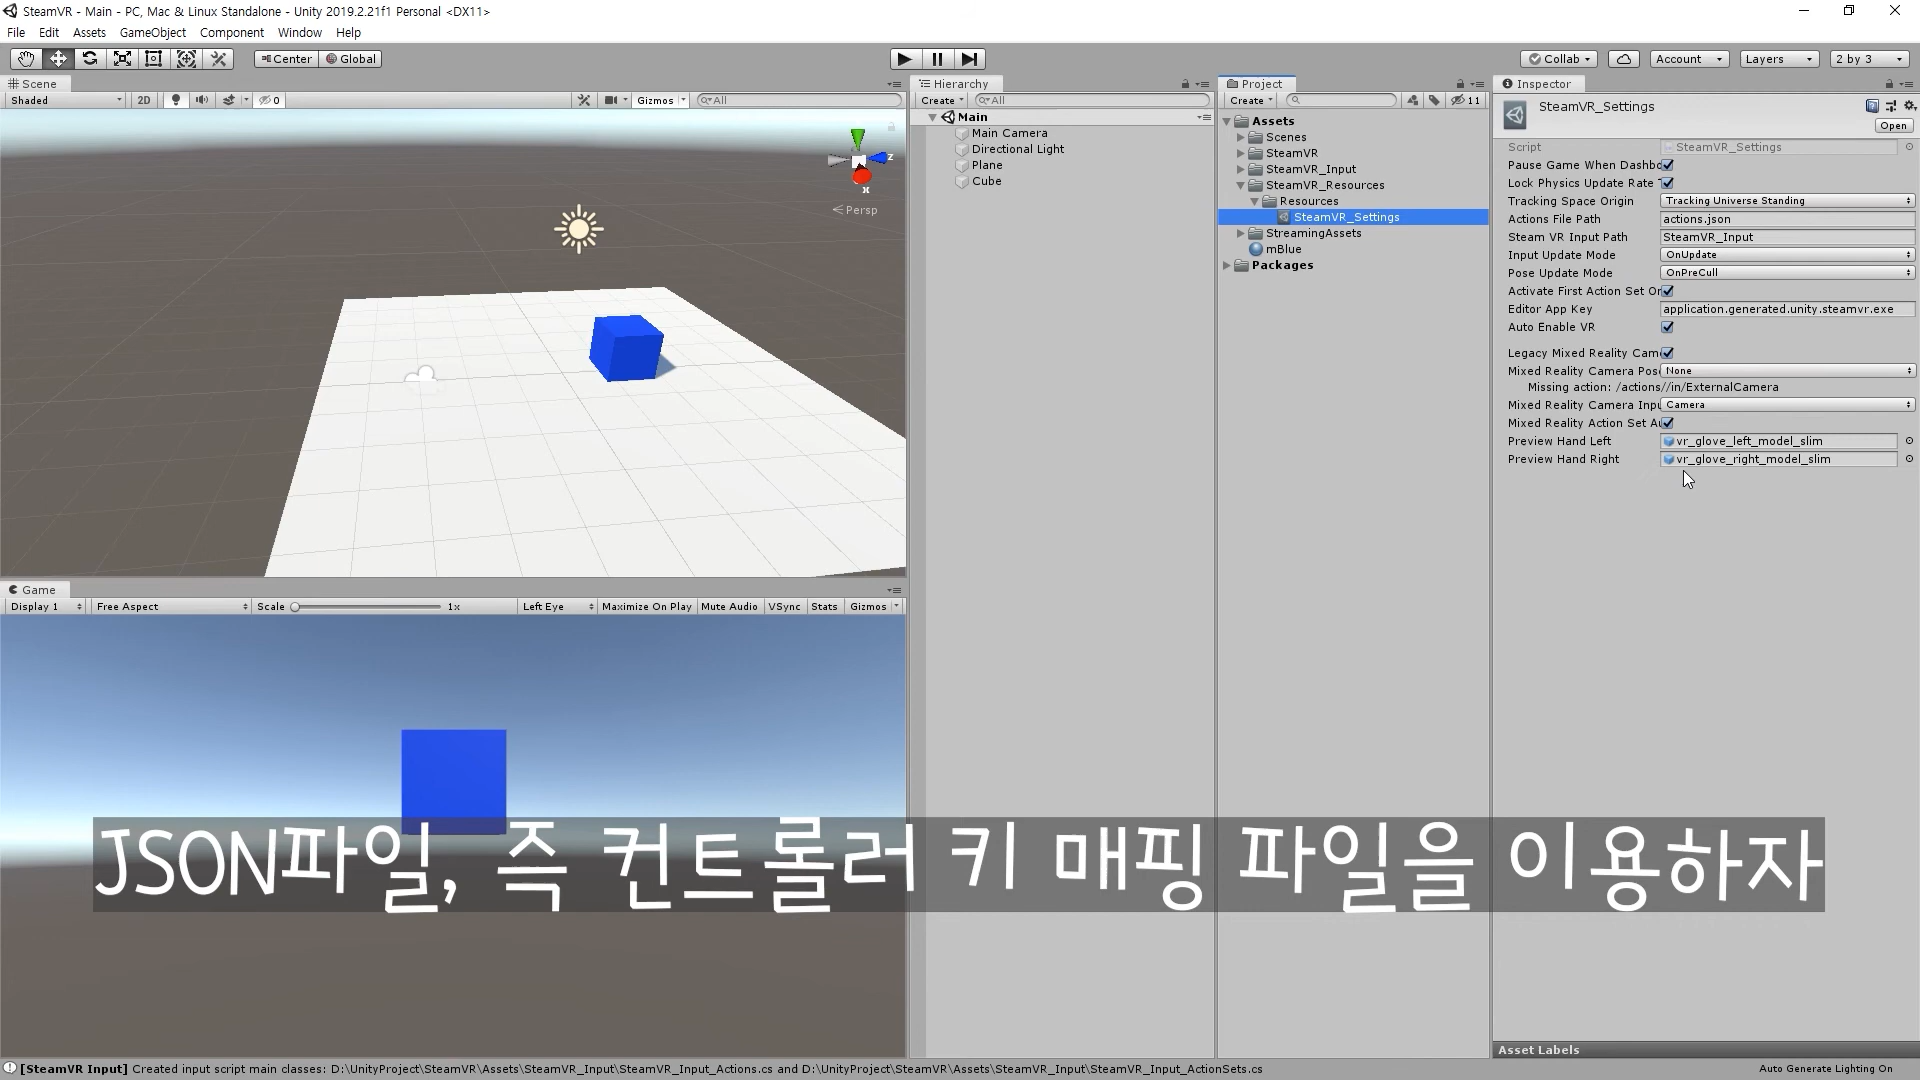 SteamVR - Main - PC, Mac & Linux Standalone - Unity 2019.2.21f1 Personal <DX11>
File Edit Assets GameObject Component Window Help
Center Global
Collab Account Layers 2 by 3
Scene
Shaded 2D 0 Gizmos All
z
x
Persp
Game
Display 1 Free Aspect Scale 1x Left Eye Maximize On Play Mute Audio VSync Stats Gizmos
Hierarchy
Create All
Main
Main Camera
Directional Light
Plane
Cube
Project
Create 11
Assets
Scenes
SteamVR
SteamVR_Input
SteamVR_Resources
Resources
SteamVR_Settings
StreamingAssets
mBlue
Packages
Inspector
SteamVR_Settings
Open
Script SteamVR_Settings
Pause Game When Dashbo
Lock Physics Update Rate
Tracking Space Origin Tracking Universe Standing
Actions File Path actions.json
Steam VR Input Path SteamVR_Input
Input Update Mode OnUpdate
Pose Update Mode OnPreCull
Activate First Action Set On
Editor App Key application.generated.unity.steamvr.exe
Auto Enable VR
Legacy Mixed Reality Cam
Mixed Reality Camera Pos None
Missing action: /actions//in/ExternalCamera
Mixed Reality Camera Inpu Camera
Mixed Reality Action Set Au
Preview Hand Left vr_glove_left_model_slim
Preview Hand Right vr_glove_right_model_slim
JSON파일, 즉 컨트롤러 키 매핑 파일을 이용하자
Asset Labels
[SteamVR Input] Created input script main classes: D:\UnityProject\SteamVR\Assets\SteamVR_Input\SteamVR_Input_Actions.cs and D:\UnityProject\SteamVR\Assets\SteamVR_Input\SteamVR_Input_ActionSets.cs
Auto Generate Lighting On